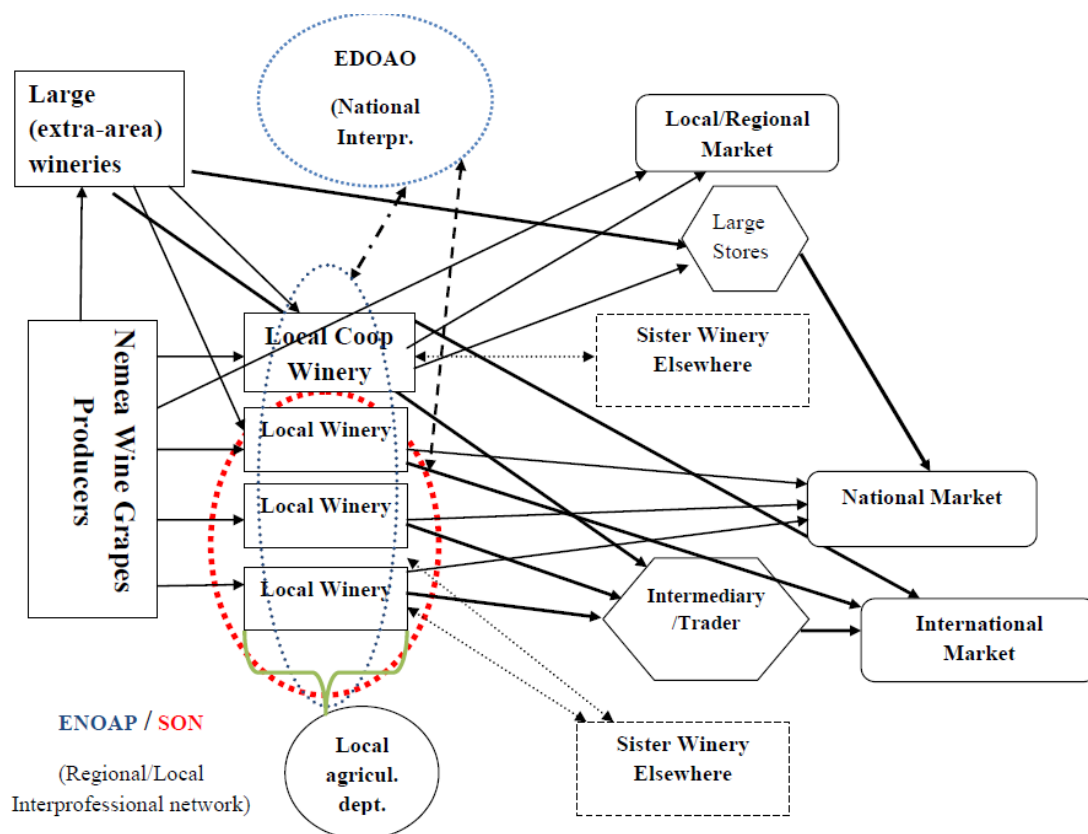 EDOAO
(National
Interpr.
Large
(extra-area)
wineries
Local/Regional
Market
Large
Stores
Nemea Wine Grapes
Producers
Local Coop
Winery
Sister Winery
Elsewhere
Local Winery
Local Winery
Local Winery
National Market
Intermediary
/Trader
International
Market
ENOAP / SON
(Regional/Local
Interprofessional network)
Local
agricul.
dept.
Sister Winery
Elsewhere